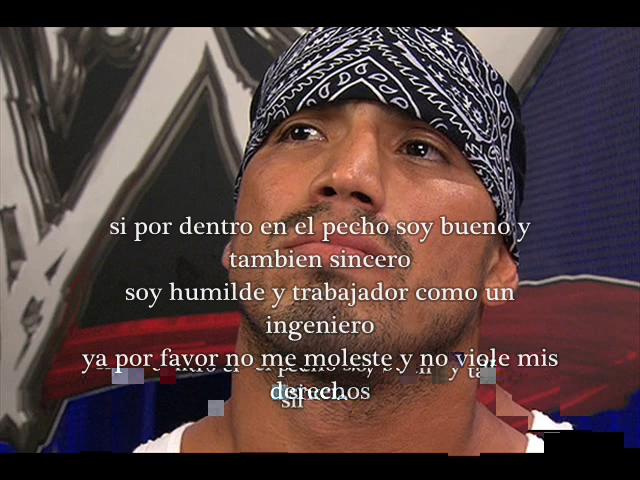 si por dentro en el pecho soy bueno y
tambien sincero
soy humilde y trabajador como un
ingeniero
ya por favor no me moleste y no viole mis
derechos